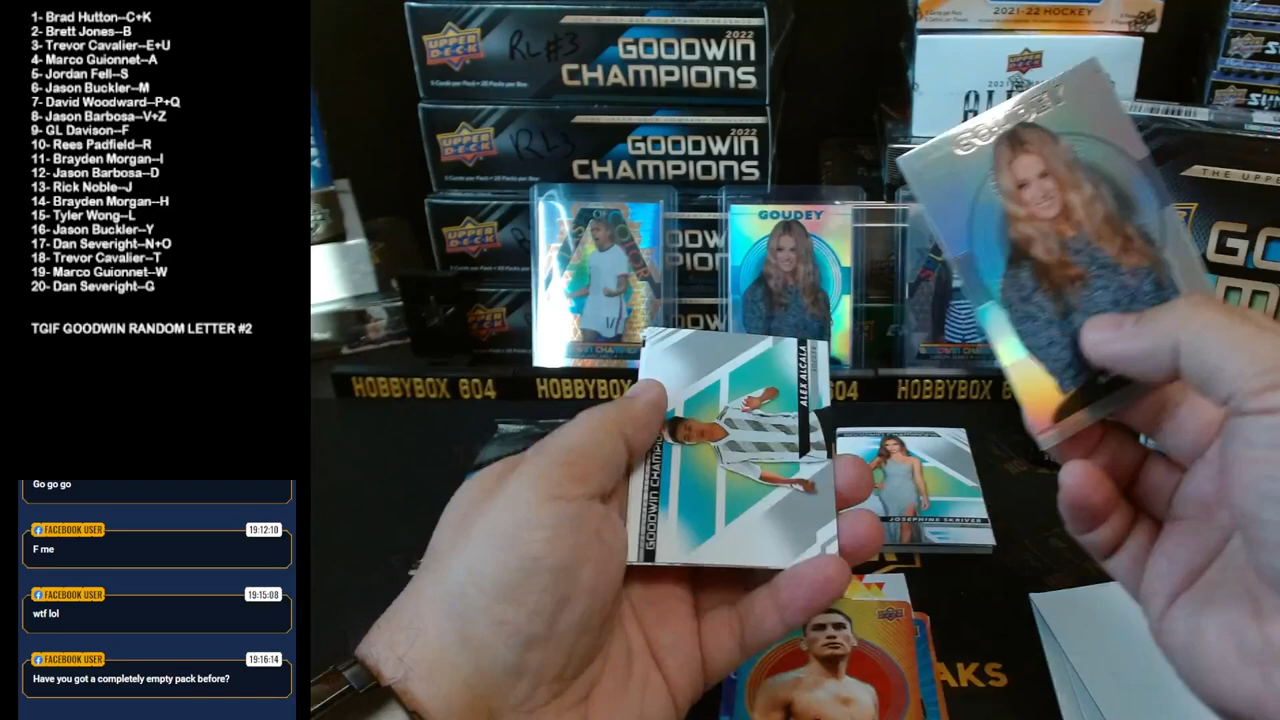 1- Brad Hutton--C+K
2- Brett Jones--B
3- Trevor Cavalier--E+U
4- Marco Guionnet--A
5- Jordan Fell--S
6- Jason Buckler--M
7- David Woodward--P+Q
8- Jason Barbosa--V+Z
9- GL Davison--F
10- Rees Padfield--R
11- Brayden Morgan--I
12- Jason Barbosa--D
13- Rick Noble--J
14- Brayden Morgan--H
15- Tyler Wong--L
16- Jason Buckler--Y
17- Dan Severight--N+O
18- Trevor Cavalier--T
19- Marco Guionnet--W
20- Dan Severight--G
TGIF GOODWIN RANDOM LETTER #2
Go go go
FACEBOOK USER
19:12:10
F me
FACEBOOK USER
19:15:08
wtf lol
FACEBOOK USER
19:16:14
Have you got a completely empty pack before?
UPPER DECK
RL#3
2022
GOODWIN
CHAMPIONS
UPPER DECK
RL3
2022
GOODWIN
CHAMPIONS
UPPER DECK
2021-22 HOCKEY
UPPER DECK
THE UPPE
GOUDEY
GOUDEY
HOBBYBOX 604
HOBBYBOX
HOBBYBOX 6
ALEX ALCALA
GOODWIN CHAMPIO
JOSEPHINE SKRIVER
AKS